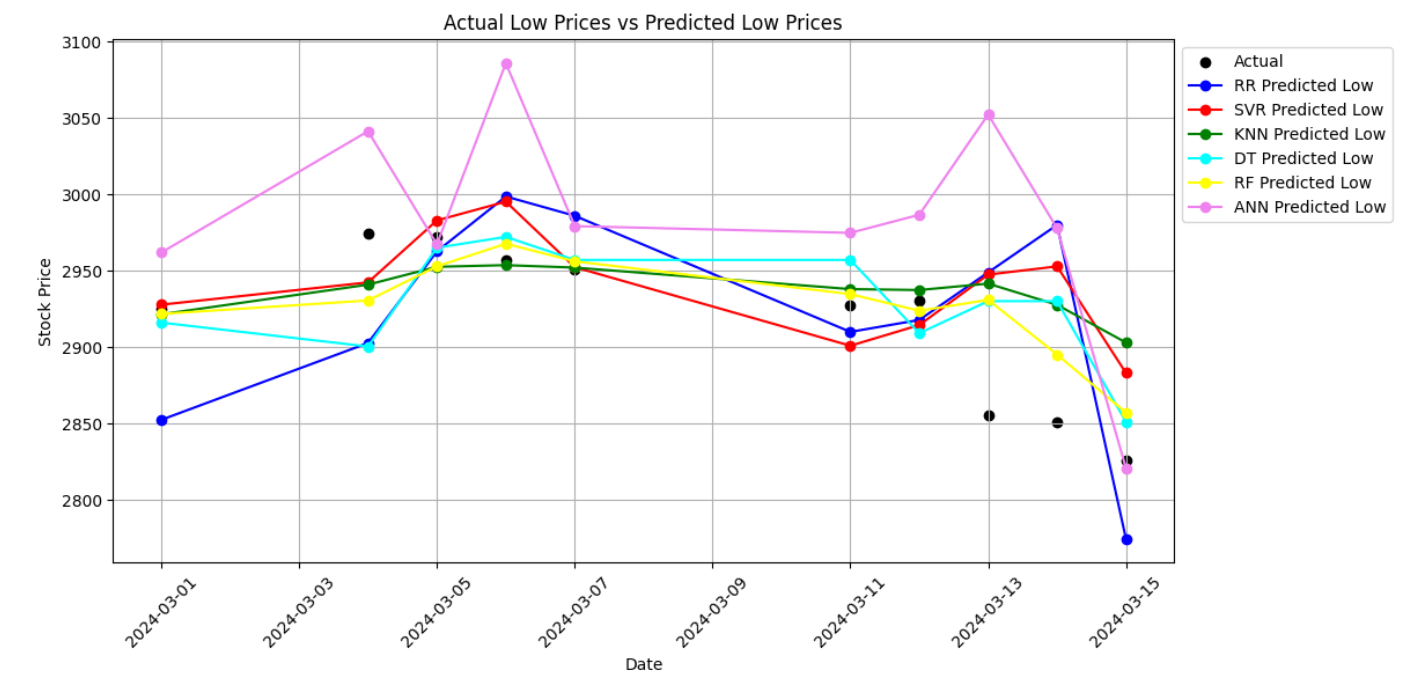 Actual Low Prices vs Predicted Low Prices
3100
3050
3000
2950
2900
2850
2800
Stock Price
2024-03-01
2024-03-03
2024-03-05
2024-03-07
2024-03-09
2024-03-11
2024-03-13
2024-03-15
Date
Actual
RR Predicted Low
SVR Predicted Low
KNN Predicted Low
DT Predicted Low
RF Predicted Low
ANN Predicted Low